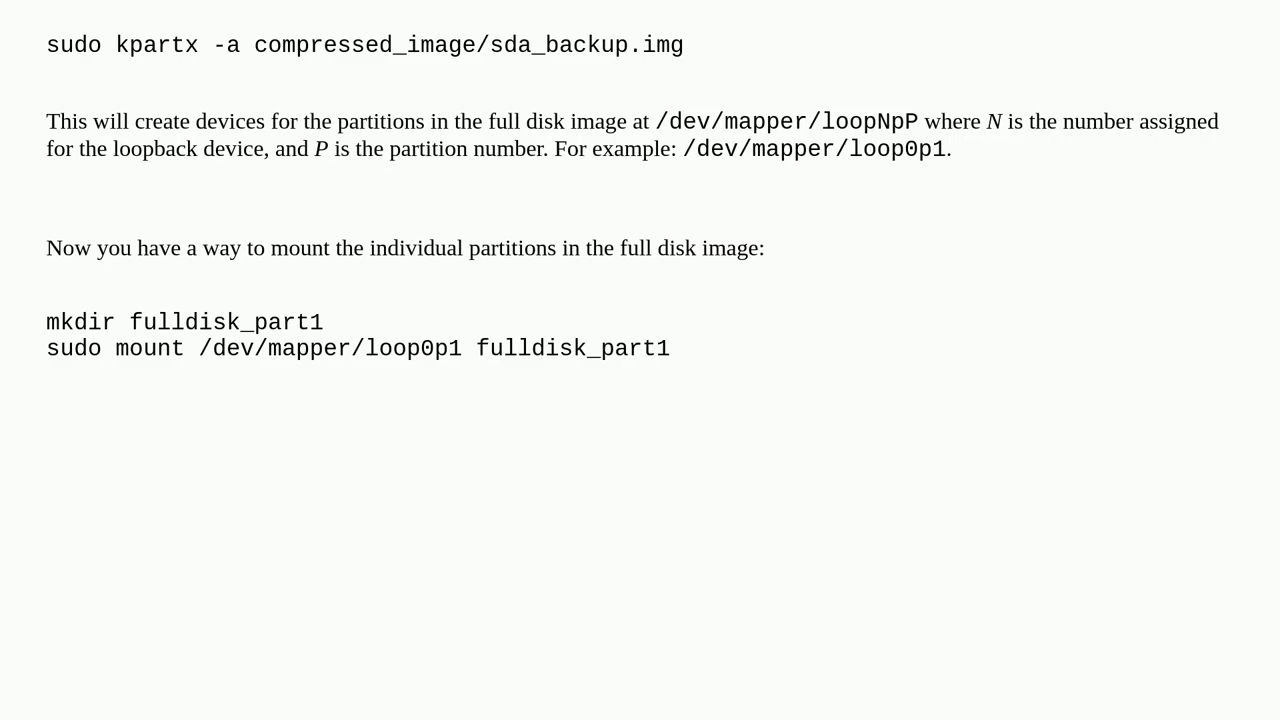 sudo kpartx -a compressed_image/sda_backup.img
This will create devices for the partitions in the full disk image at /dev/mapper/loopNpP where N is the number assigned
for the loopback device, and P is the partition number. For example: /dev/mapper/loop0p1.
Now you have a way to mount the individual partitions in the full disk image:
mkdir fulldisk_part1
sudo mount /dev/mapper/loop0p1 fulldisk_part1